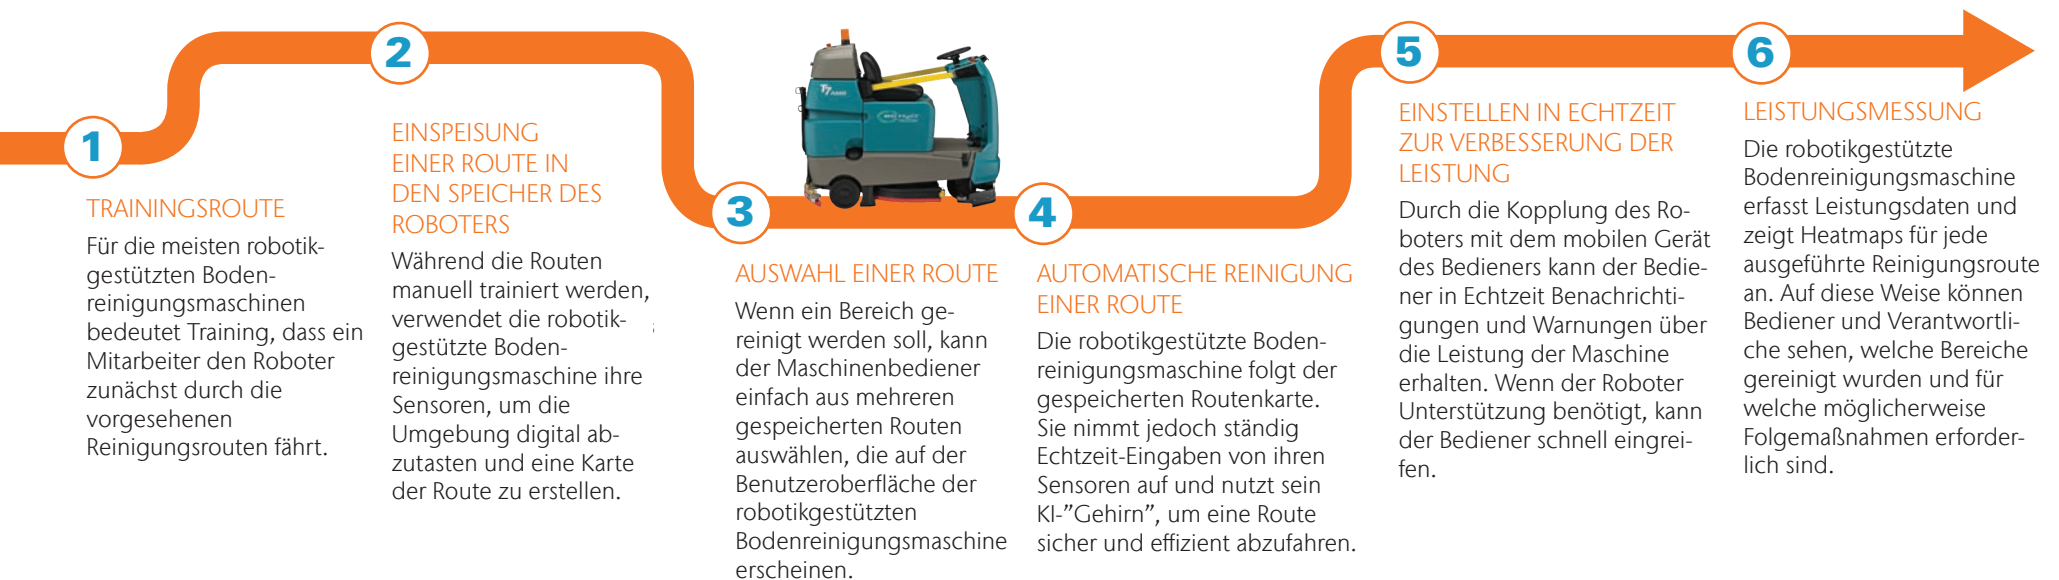 1
TRAININGSROUTE
Für die meisten robotik-
gestützten Boden-
reinigungsmaschinen
bedeutet Training, dass ein
Mitarbeiter den Roboter
zunächst durch die
vorgesehenen
Reinigungsrouten fährt.
2
EINSPEISUNG
EINER ROUTE IN
DEN SPEICHER DES
ROBOTERS
Während die Routen
manuell trainiert werden,
verwendet die robotik-
gestützte Boden-
reinigungsmaschine ihre
Sensoren, um die
Umgebung digital ab-
zutasten und eine Karte
der Route zu erstellen.
3
AUSWAHL EINER ROUTE
Wenn ein Bereich ge-
reinigt werden soll, kann
der Maschinenbediener
einfach aus mehreren
gespeicherten Routen
auswählen, die auf der
Benutzeroberfläche der
robotikgestützten
Bodenreinigungsmaschine
erscheinen.
T7AMR
ec-H2O
4
AUTOMATISCHE REINIGUNG
EINER ROUTE
Die robotikgestützte Boden-
reinigungsmaschine folgt der
gespeicherten Routenkarte.
Sie nimmt jedoch ständig
Echtzeit-Eingaben von ihren
Sensoren auf und nutzt sein
KI-”Gehirn”, um eine Route
sicher und effizient abzufahren.
5
EINSTELLEN IN ECHTZEIT
ZUR VERBESSERUNG DER
LEISTUNG
Durch die Kopplung des Ro-
boters mit dem mobilen Gerät
des Bedieners kann der Bedie-
ner in Echtzeit Benachrichti-
gungen und Warnungen über
die Leistung der Maschine
erhalten. Wenn der Roboter
Unterstützung benötigt, kann
der Bediener schnell eingrei-
fen.
6
LEISTUNGSMESSUNG
Die robotikgestützte
Bodenreinigungsmaschine
erfasst Leistungsdaten und
zeigt Heatmaps für jede
ausgeführte Reinigungsroute
an. Auf diese Weise können
Bediener und Verantwortli-
che sehen, welche Bereiche
gereinigt wurden und für
welche möglicherweise
Folgemaßnahmen erforder-
lich sind.